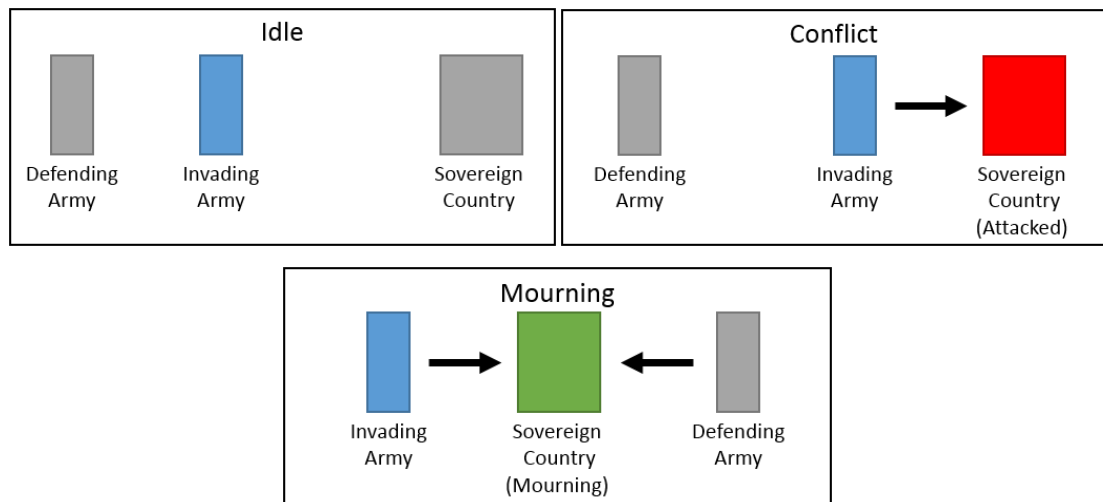 Idle
Defending
Army
Invading
Army
Sovereign
Country
Conflict
Defending
Army
Invading
Army
Sovereign
Country
(Attacked)
Mourning
Invading
Army
Sovereign
Country
(Mourning)
Defending
Army